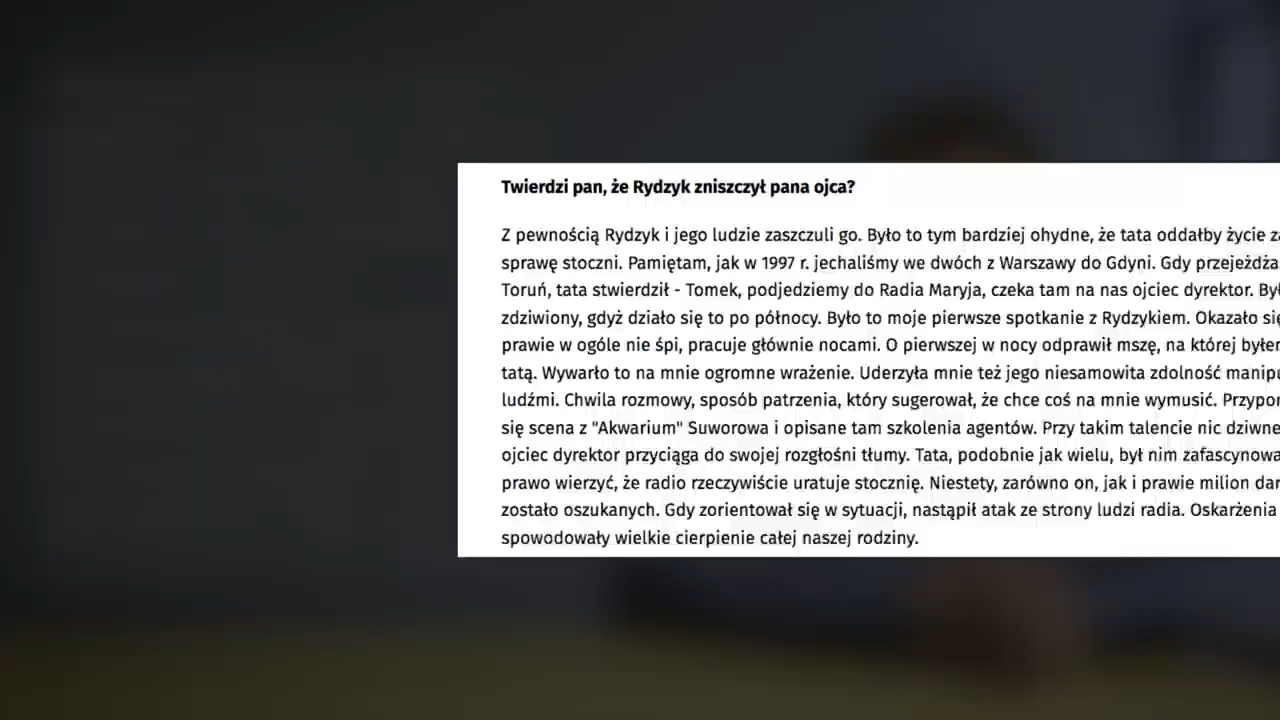 Twierdzi pan, że Rydzyk zniszczył pana ojca?
Z pewnością Rydzyk i jego ludzie zaszczuli go. Było to tym bardziej ohydne, że tata oddałby życie
sprawę stoczni. Pamiętam, jak w 1997 r. jechaliśmy we dwóch z Warszawy do Gdyni. Gdy
Toruń, tata stwierdził - Tomek, podjedziemy do Radia Maryja, czeka tam na nas ojciec dyrektor.
zdziwiony, gdyż działo się to po północy. Było to moje pierwsze spotkanie z Rydzykiem. Okazało
prawie w ogóle nie śpi, pracuje głównie nocami. O pierwszej w nocy odprawił mszę, na której
tatą. Wywarło to na mnie ogromne wrażenie. Uderzyła mnie też jego niesamowita zdolność
ludźmi. Chwila rozmowy, sposób patrzenia, który sugerował, że chce coś na mnie wymusić.
się scena z "Akwarium" Suworowa i opisane tam szkolenia agentów. Przy takim talencie nic
ojciec dyrektor przyciąga do swojej rozgłośni tłumy. Tata, podobnie jak wielu, był nim
prawo wierzyć, że radio rzeczywiście uratuje stocznię. Niestety, zarówno on, jak i prawie milion
zostało oszukanych. Gdy zorientował się w sytuacji, nastąpił atak ze strony ludzi radia. Oskarżenia
spowodowały wielkie cierpienie całej naszej rodziny.